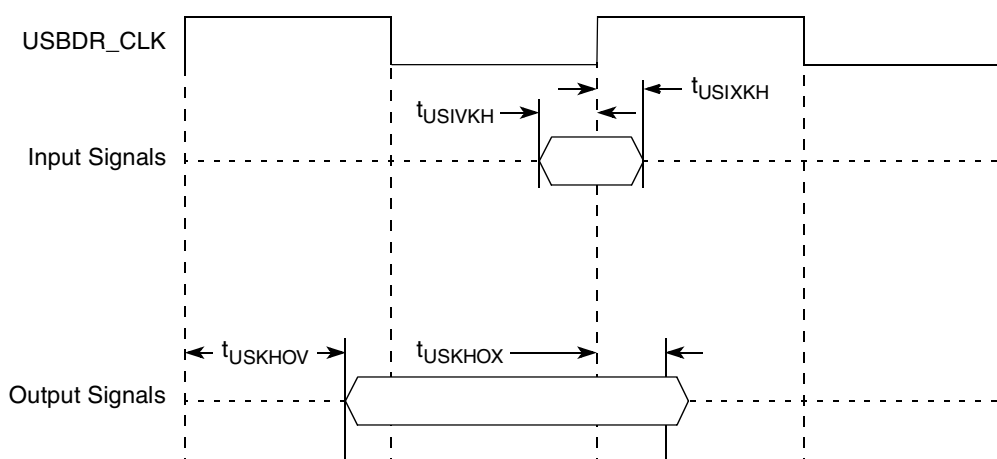 USBDR_CLK
tUSIXKH
tUSIVKH
Input Signals
tUSKHOV
tUSKHOX
Output Signals